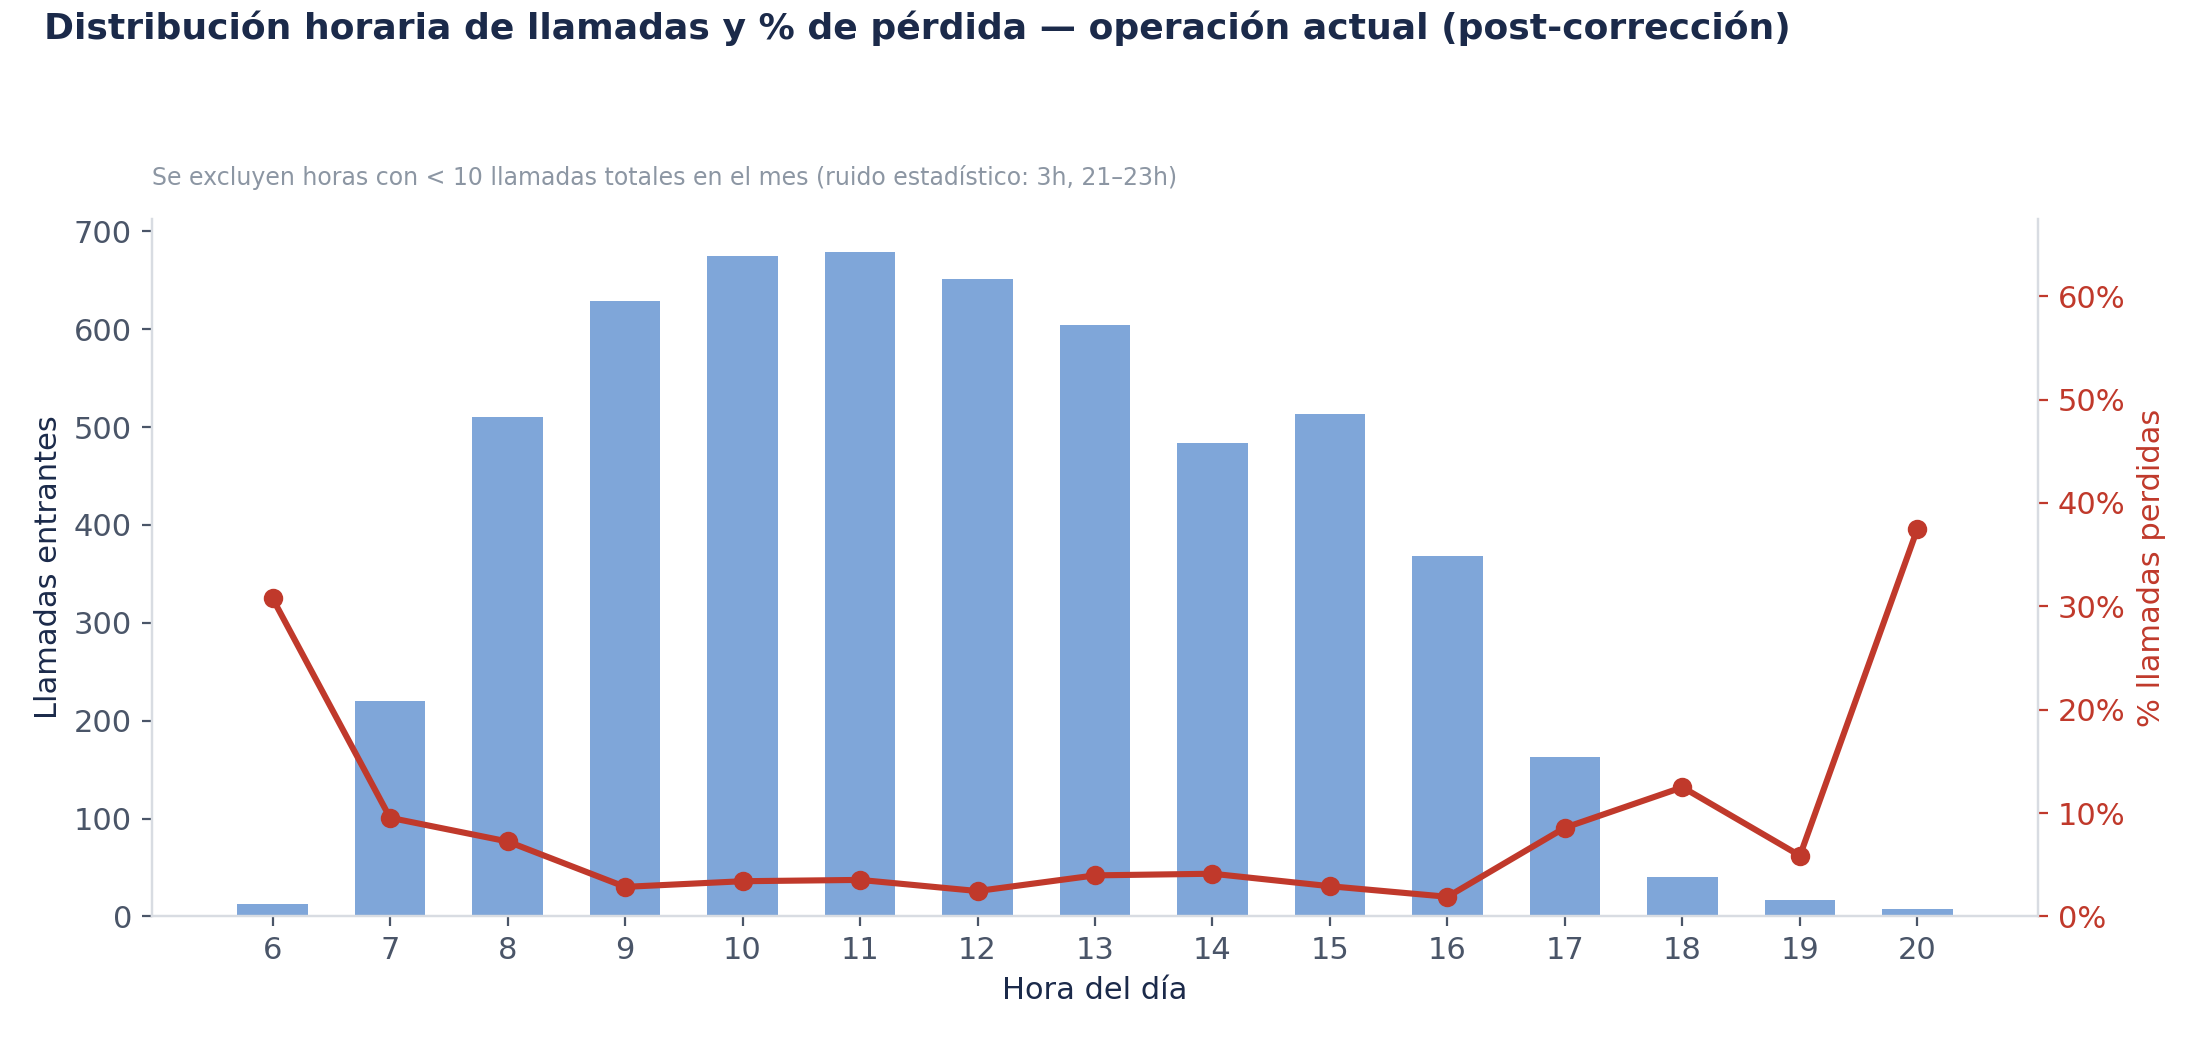 Distribución horaria de llamadas y % de pérdida — operación actual (post-corrección)
Se excluyen horas con < 10 llamadas totales en el mes (ruido estadístico: 3h, 21–23h)
Llamadas entrantes
700
600
500
400
300
200
100
0
60%
50%
40%
30%
20%
10%
0%
% llamadas perdidas
6 7 8 9 10 11 12 13 14 15 16 17 18 19 20
Hora del día